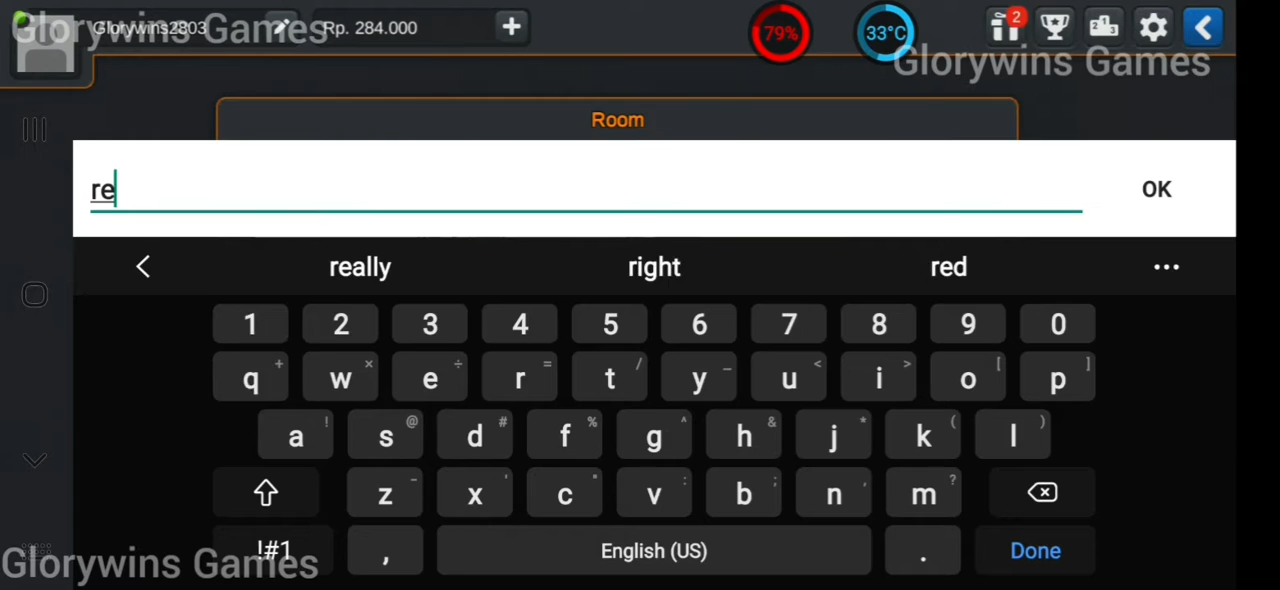 Glorywins Games
Glorywins2803
Rp. 284.000
+
79%
33°C
2
Glorywins Games
Room
re
OK
really right red ...
1 2 3 4 5 6 7 8 9 0
q + w × e ÷ r = t / y _ u < i > o [ p ]
a ! s @ d # f % g ^ h & j * k ( l )
z - x ' c " v : b ; n , m ?
!#1 , English (US) . Done
Glorywins Games